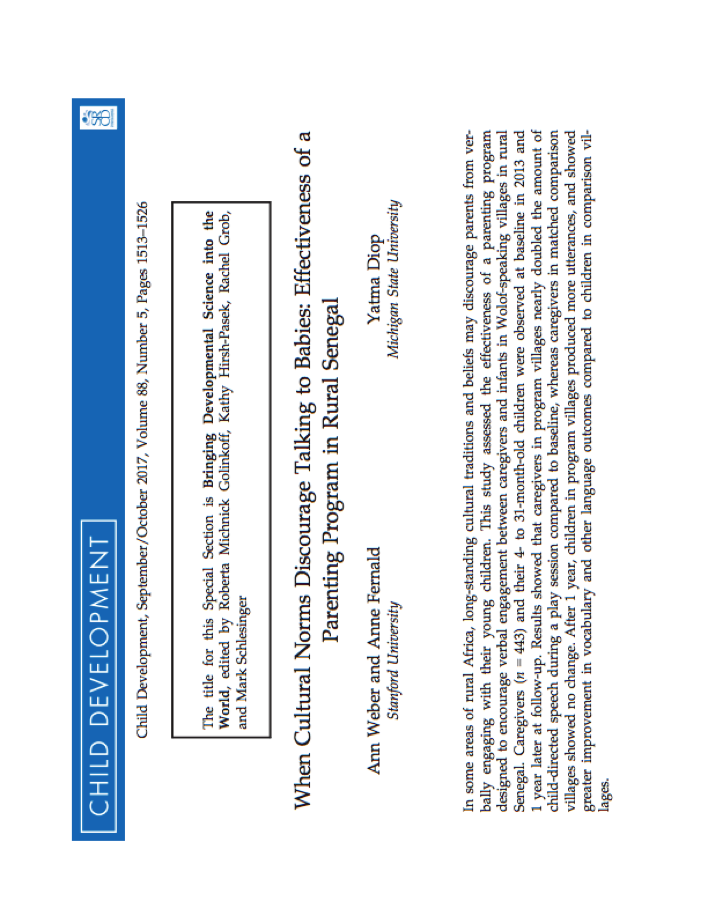 CHILD DEVELOPMENT
Child Development, September/October 2017, Volume 88, Number 5, Pages 1513–1526
The title for this Special Section is Bringing Developmental Science into the
World, edited by Roberta Michnick Golinkoff, Kathy Hirsh-Pasek, Rachel Grob,
and Mark Schlesinger
When Cultural Norms Discourage Talking to Babies: Effectiveness of a
Parenting Program in Rural Senegal
Ann Weber and Anne Fernald
Stanford University
Yatma Diop
Michigan State University
In some areas of rural Africa, long-standing cultural traditions and beliefs may discourage parents from ver-
bally engaging with their young children. This study assessed the effectiveness of a parenting program
designed to encourage verbal engagement between caregivers and infants in Wolof-speaking villages in rural
Senegal. Caregivers (n = 443) and their 4- to 31-month-old children were observed at baseline in 2013 and
1 year later at follow-up. Results showed that caregivers in program villages nearly doubled the amount of
child-directed speech during a play session compared to baseline, whereas caregivers in matched comparison
villages showed no change. After 1 year, children in program villages produced more utterances, and showed
greater improvement in vocabulary and other language outcomes compared to children in comparison vil-
lages.